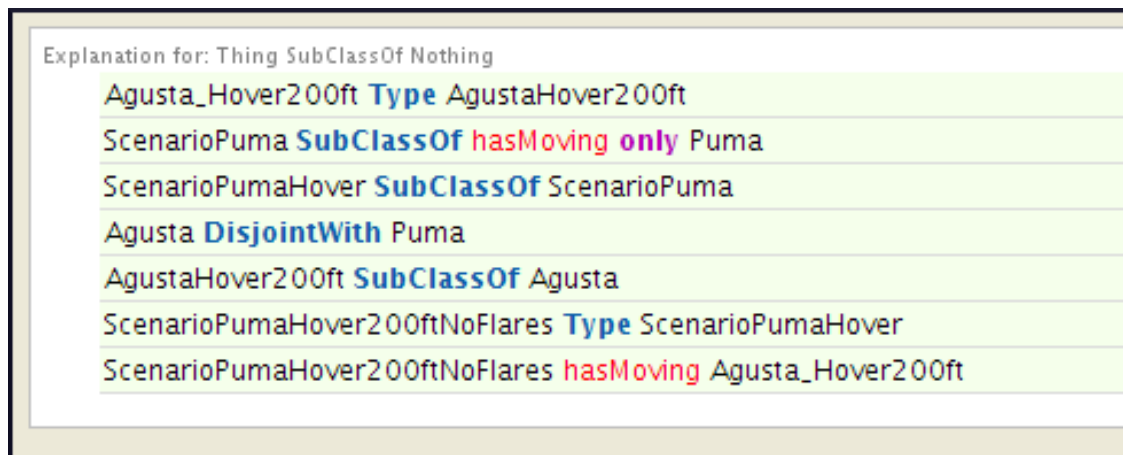 Explanation for: Thing SubClassOf Nothing
Agusta_Hover200ft Type AgustaHover200ft
ScenarioPuma SubClassOf hasMoving only Puma
ScenarioPumaHover SubClassOf ScenarioPuma
Agusta DisjointWith Puma
AgustaHover200ft SubClassOf Agusta
ScenarioPumaHover200ftNoFlares Type ScenarioPumaHover
ScenarioPumaHover200ftNoFlares hasMoving Agusta_Hover200ft